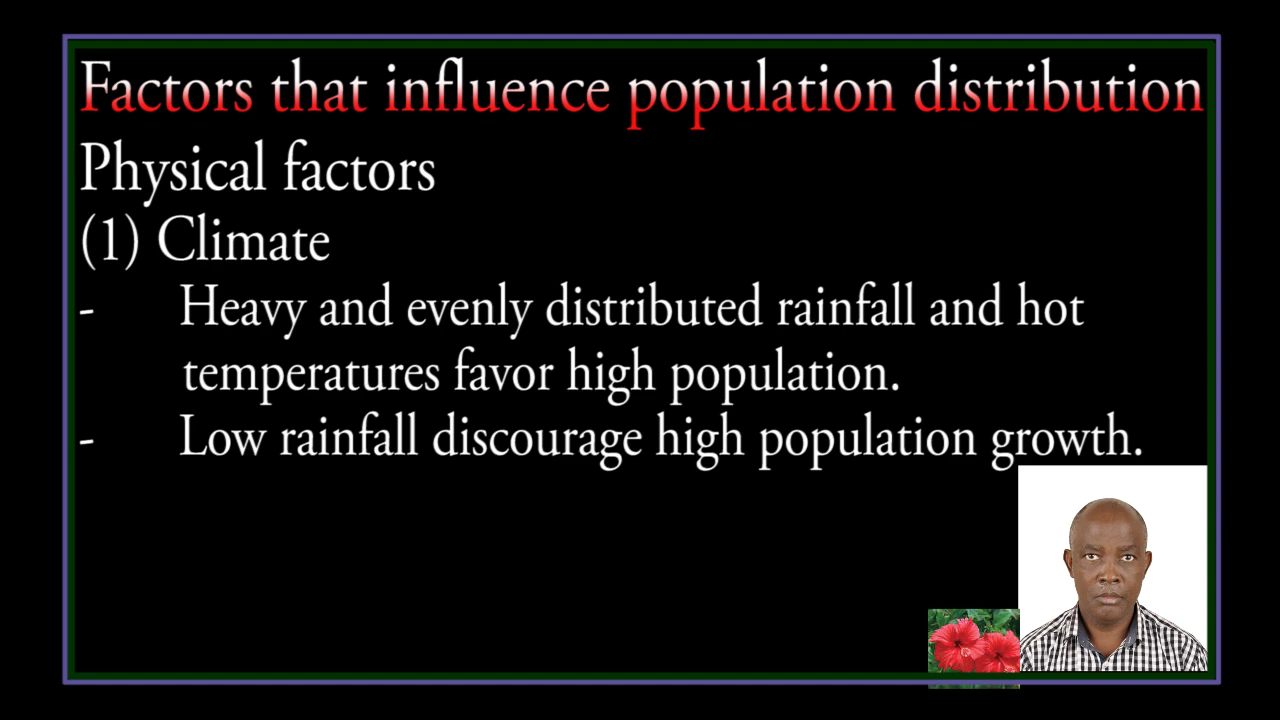 Factors that influence population distribution
Physical factors
(1) Climate
- Heavy and evenly distributed rainfall and hot
temperatures favor high population.
- Low rainfall discourage high population growth.